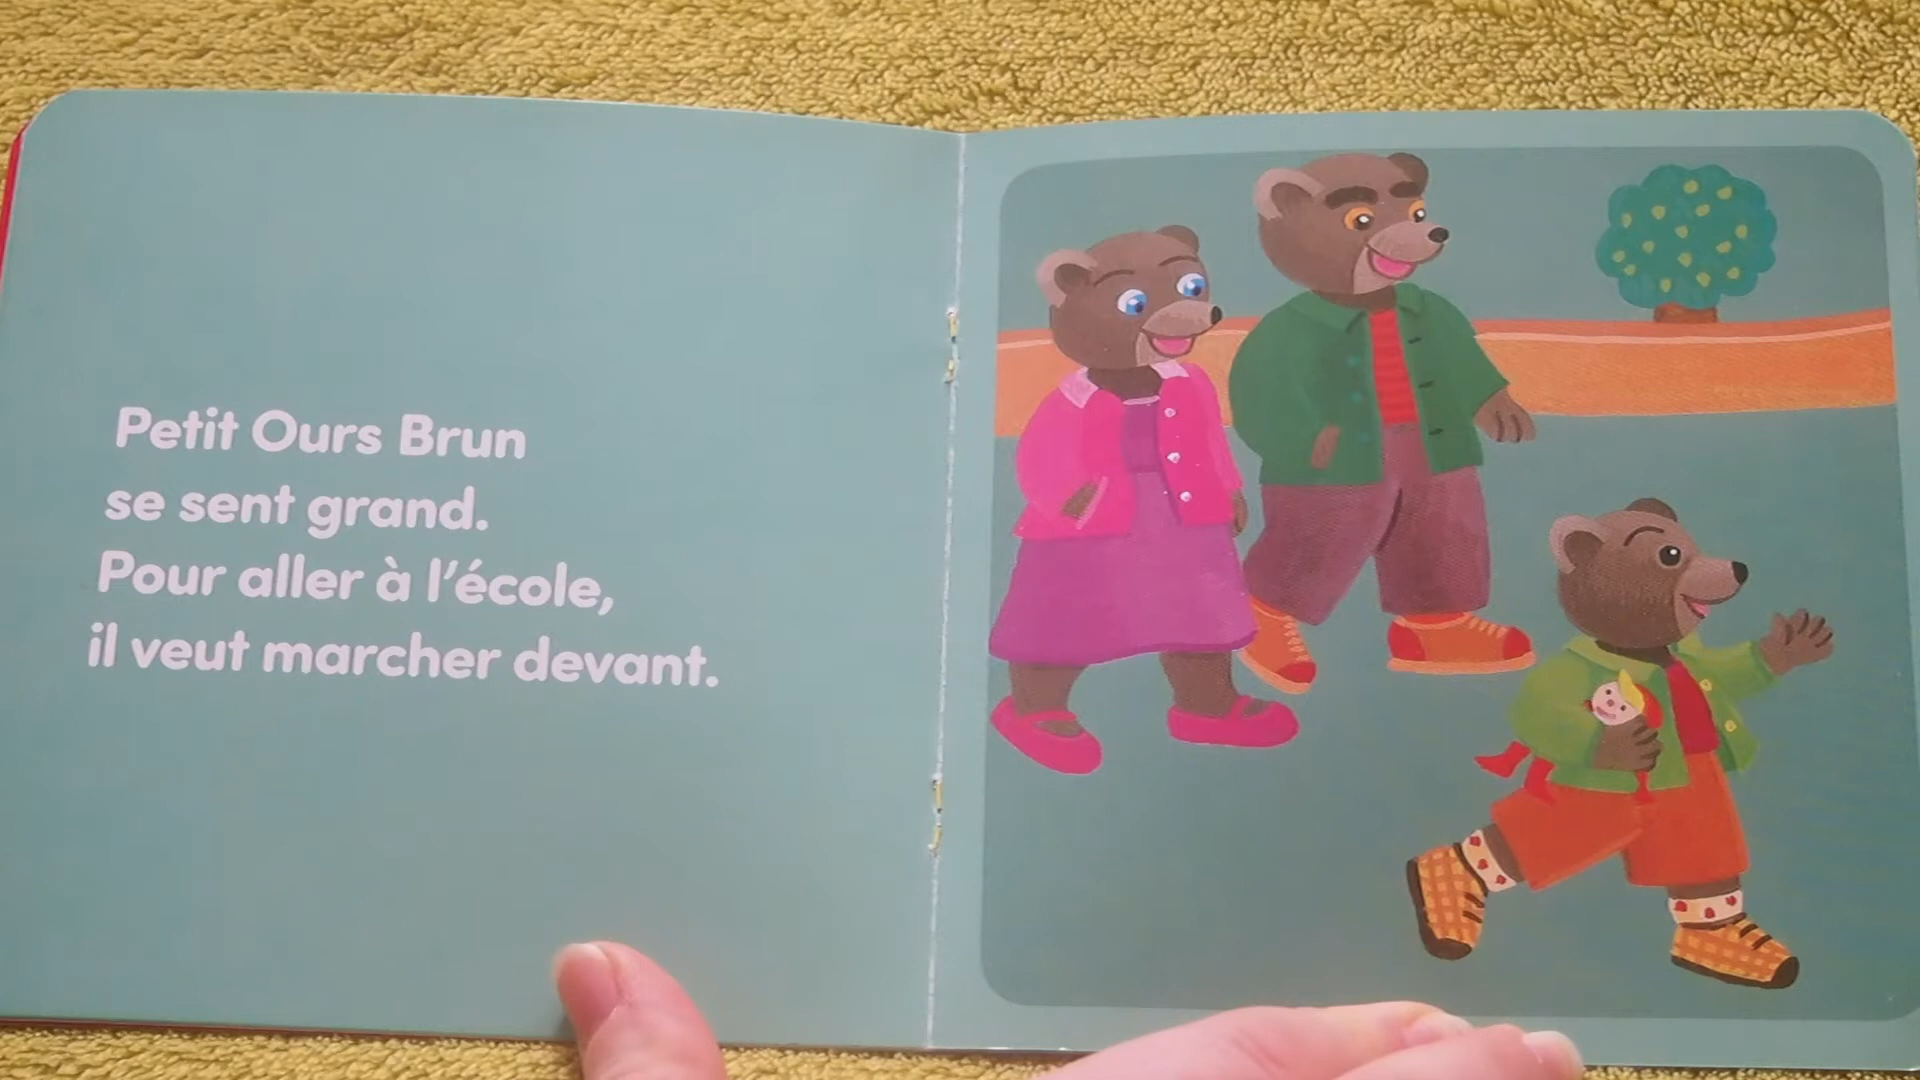 Petit Ours Brun
se sent grand.
Pour aller à l'école,
il veut marcher devant.